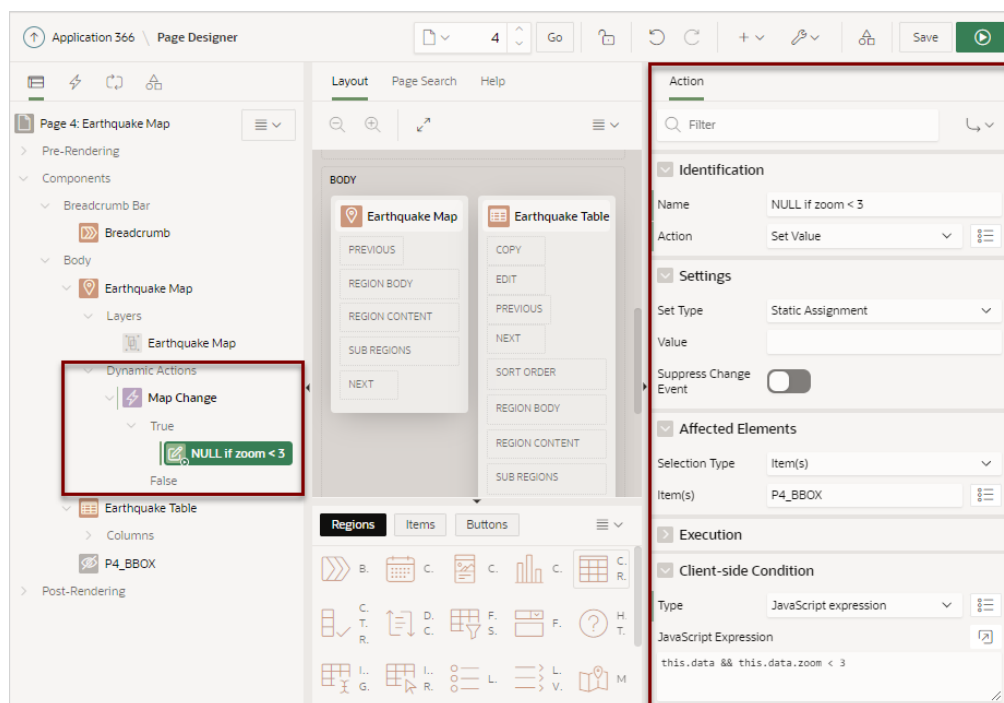 Application 366 \ Page Designer
4
Go
Save
Page 4: Earthquake Map
Pre-Rendering
Components
Breadcrumb Bar
Breadcrumb
Body
Earthquake Map
Layers
Earthquake Map
Dynamic Actions
Map Change
True
NULL if zoom < 3
False
Earthquake Table
Columns
P4_BBOX
Post-Rendering
Layout Page Search Help
BODY
Earthquake Map
PREVIOUS
REGION BODY
REGION CONTENT
SUB REGIONS
NEXT
Earthquake Table
COPY
EDIT
PREVIOUS
NEXT
SORT ORDER
REGION BODY
REGION CONTENT
SUB REGIONS
Regions Items Buttons
B. C. C. C. C. R.
C. T. R. D. C. F. S. F. H. T.
I.. G. I.. R. L. L. V. M
Action
Filter
Identification
Name NULL if zoom < 3
Action Set Value
Settings
Set Type Static Assignment
Value
Suppress Change
Event
Affected Elements
Selection Type Item(s)
Item(s) P4_BBOX
Execution
Client-side Condition
Type JavaScript expression
JavaScript Expression
this.data && this.data.zoom < 3